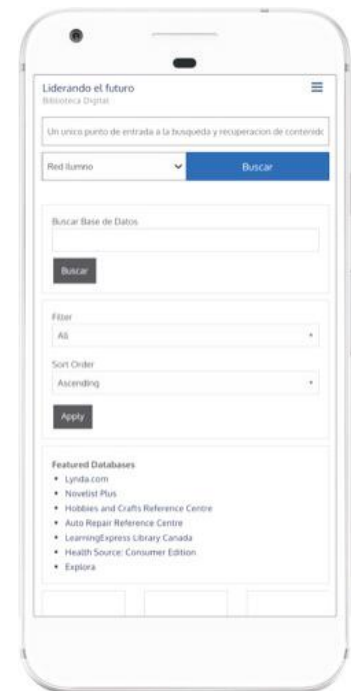 Liderando el futuro
Biblioteca Digital
Un unico punto de entrada a la busqueda y recuperacion de contenido
Red Ilumno Buscar
Buscar Base de Datos
Buscar
Filter
All
Sort Order
Ascending
Apply
Featured Databases
• Lynda.com
• Novelist Plus
• Hobbies and Crafts Reference Centre
• Auto Repair Reference Centre
• LearningExpress Library Canada
• Health Source: Consumer Edition
• Explora